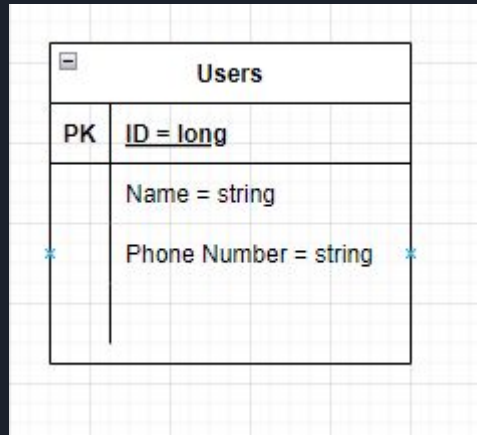 Users
PK ID = long
Name = string
Phone Number = string